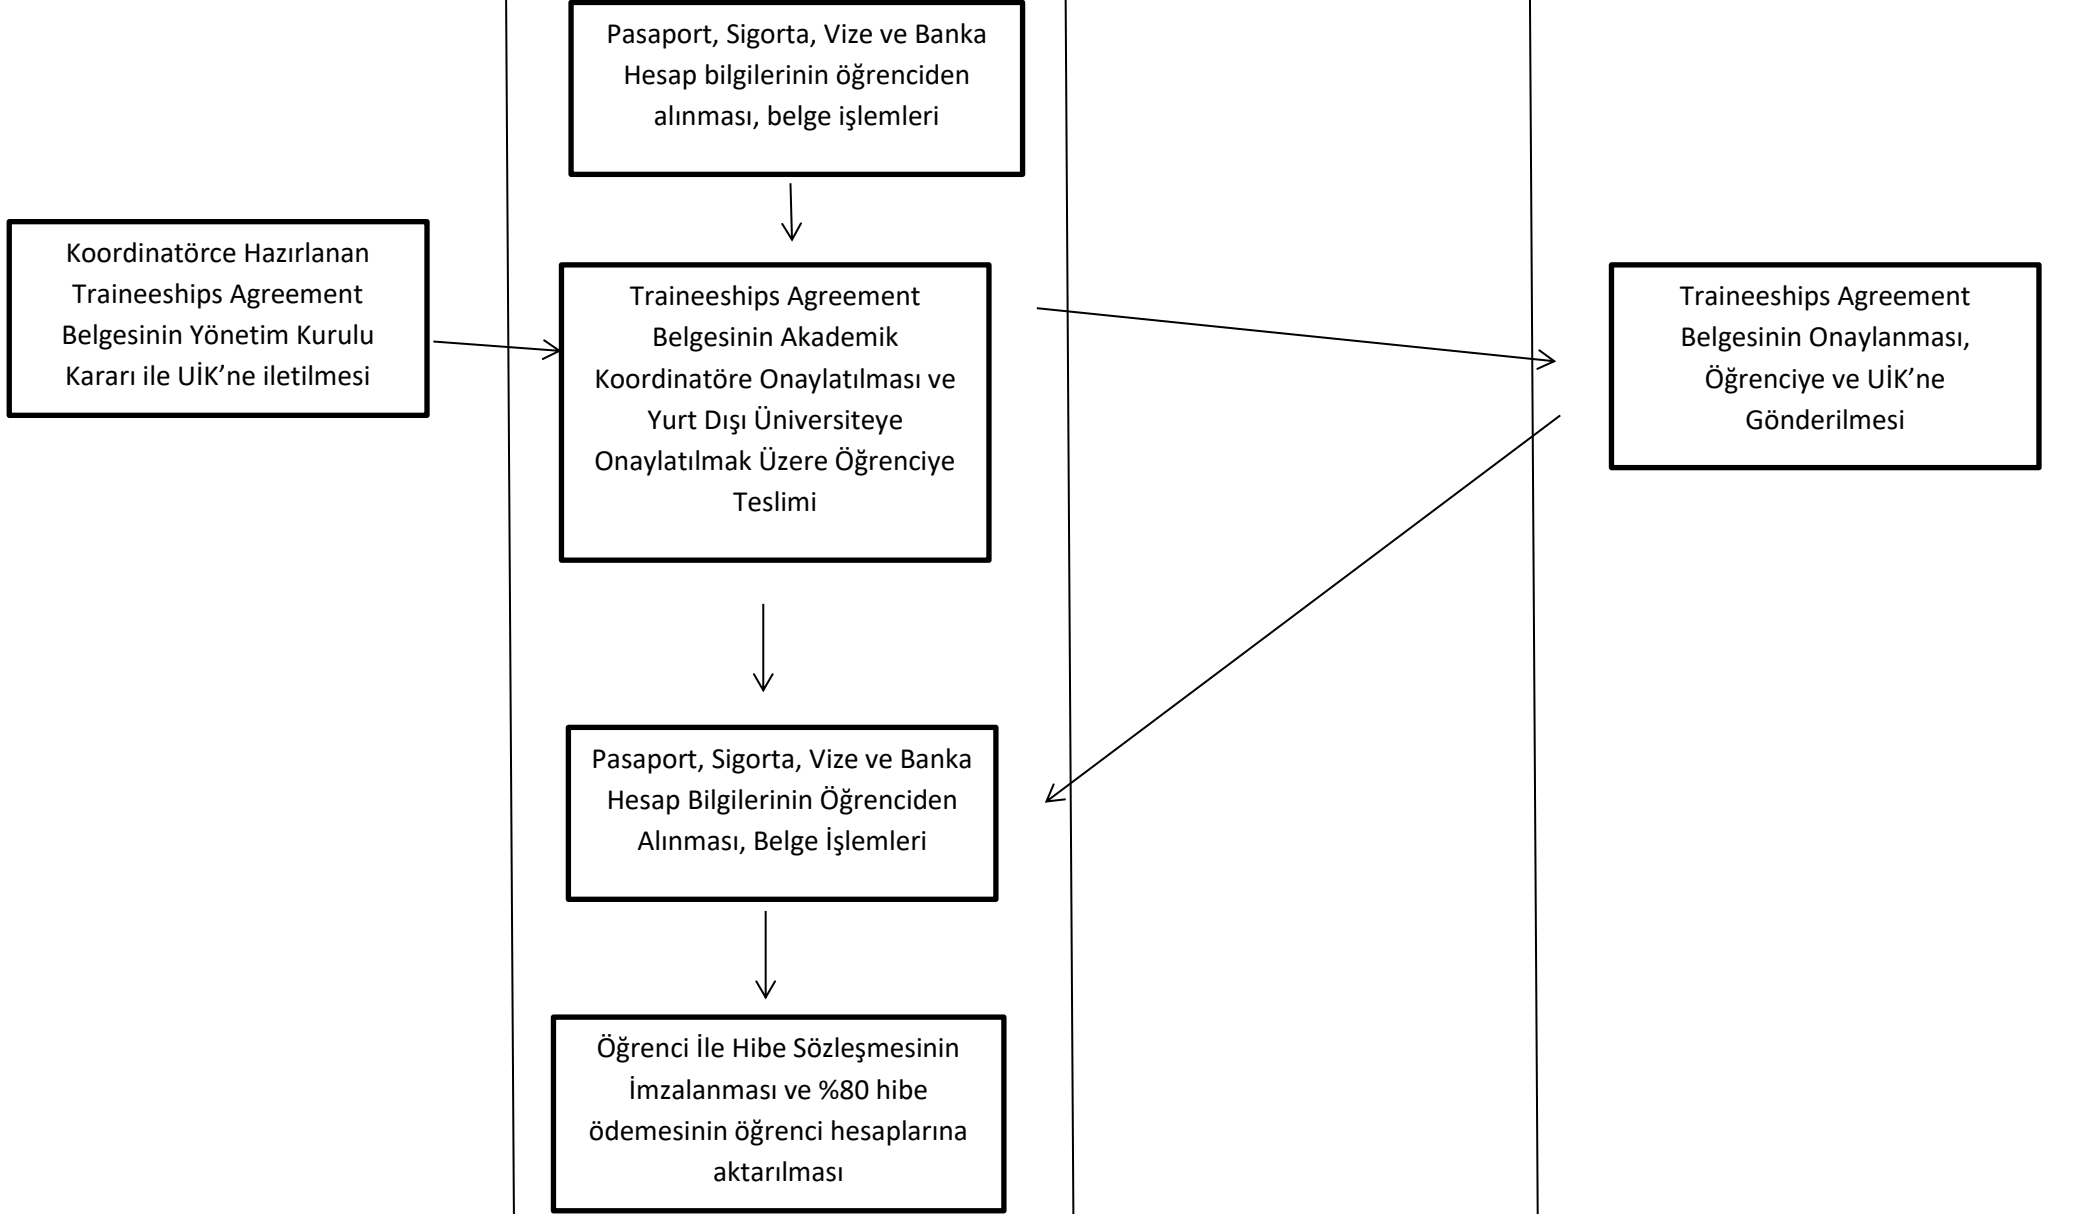 Pasaport, Sigorta, Vize ve Banka
Hesap bilgilerinin öğrenciden
alınması, belge işlemleri
Koordinatörce Hazırlanan
Traineeships Agreement
Belgesinin Yönetim Kurulu
Kararı ile UİK’ne iletilmesi
Traineeships Agreement
Belgesinin Akademik
Koordinatöre Onaylatılması ve
Yurt Dışı Üniversiteye
Onaylatılmak Üzere Öğrenciye
Teslimi
Traineeships Agreement
Belgesinin Onaylanması,
Öğrenciye ve UİK’ne
Gönderilmesi
Pasaport, Sigorta, Vize ve Banka
Hesap Bilgilerinin Öğrenciden
Alınması, Belge İşlemleri
Öğrenci İle Hibe Sözleşmesinin
İmzalanması ve %80 hibe
ödemesinin öğrenci hesaplarına
aktarılması